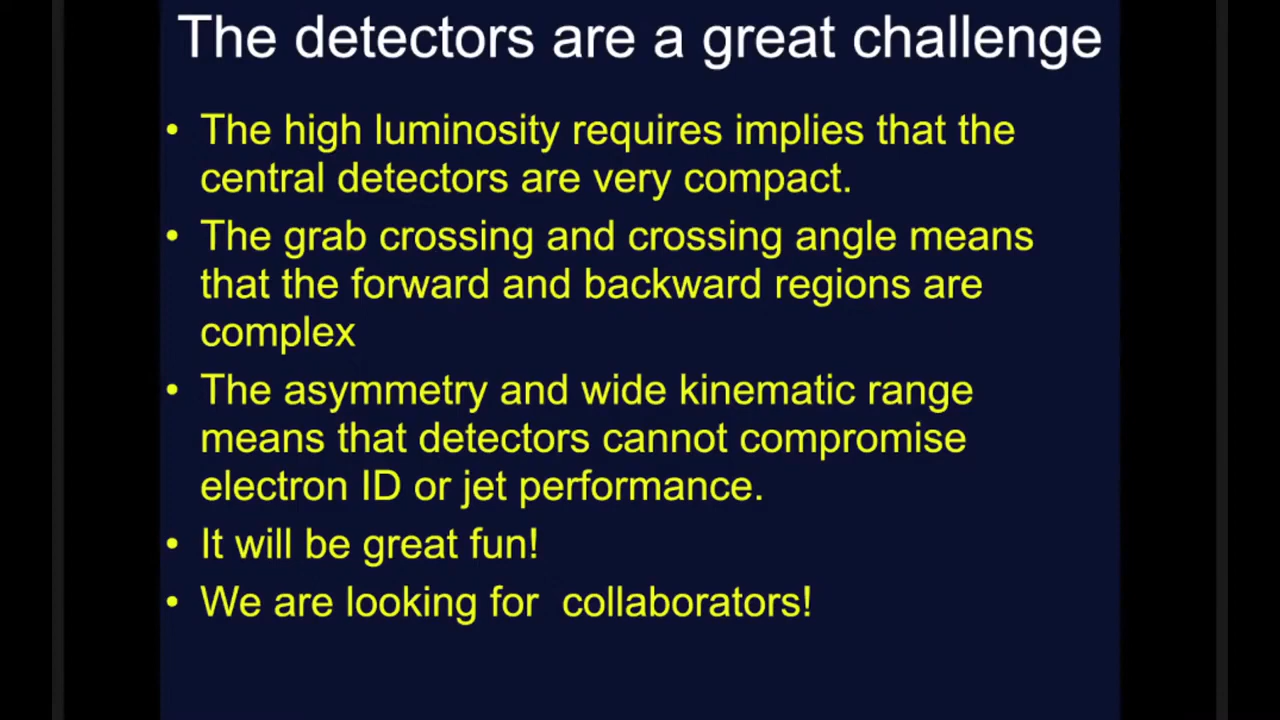 The detectors are a great challenge
• The high luminosity requires implies that the
central detectors are very compact.
• The grab crossing and crossing angle means
that the forward and backward regions are
complex
• The asymmetry and wide kinematic range
means that detectors cannot compromise
electron ID or jet performance.
• It will be great fun!
• We are looking for  collaborators!